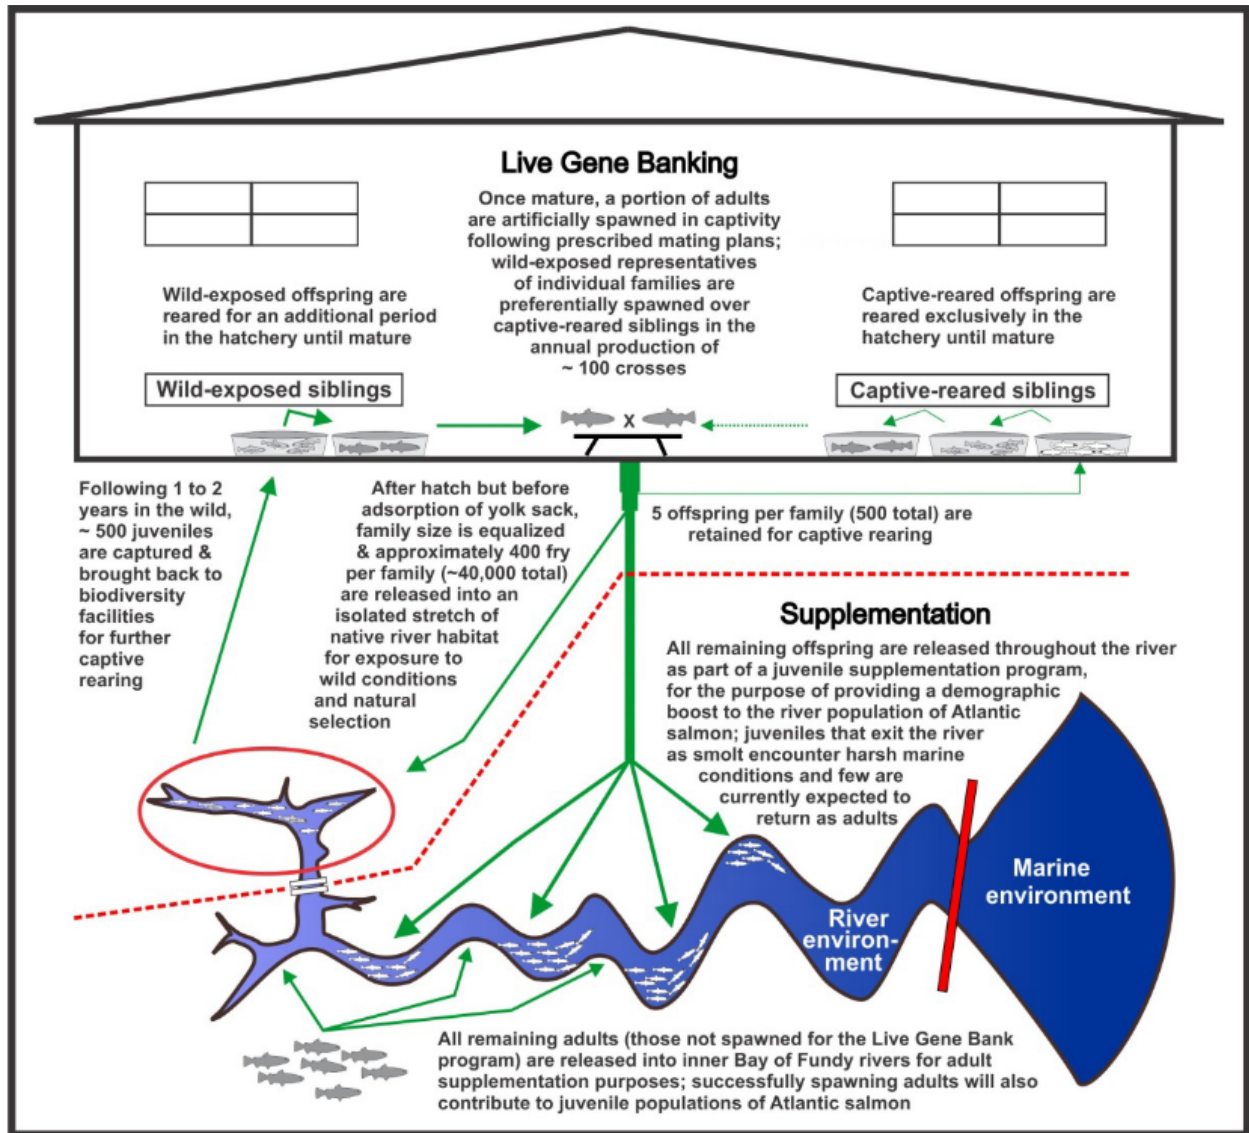 Live Gene Banking
Once mature, a portion of adults
are artificially spawned in captivity
following prescribed mating plans;
wild-exposed representatives
of individual families are
preferentially spawned over
captive-reared siblings in the
annual production of
~ 100 crosses
Wild-exposed offspring are
reared for an additional period
in the hatchery until mature
Captive-reared offspring are
reared exclusively in the
hatchery until mature
Wild-exposed siblings
X
Captive-reared siblings
Following 1 to 2
years in the wild,
~ 500 juveniles
are captured &
brought back to
biodiversity
facilities
for further
captive
rearing
After hatch but before
adsorption of yolk sack,
family size is equalized
& approximately 400 fry
per family (~40,000 total)
are released into an
isolated stretch of
native river habitat
for exposure to
wild conditions
and natural
selection
5 offspring per family (500 total) are
retained for captive rearing
Supplementation
All remaining offspring are released throughout the river
as part of a juvenile supplementation program,
for the purpose of providing a demographic
boost to the river population of Atlantic
salmon; juveniles that exit the river
as smolt encounter harsh marine
conditions and few are
currently expected to
return as adults
Marine
environment
River
environ-
ment
All remaining adults (those not spawned for the Live Gene Bank
program) are released into inner Bay of Fundy rivers for adult
supplementation purposes; successfully spawning adults will also
contribute to juvenile populations of Atlantic salmon